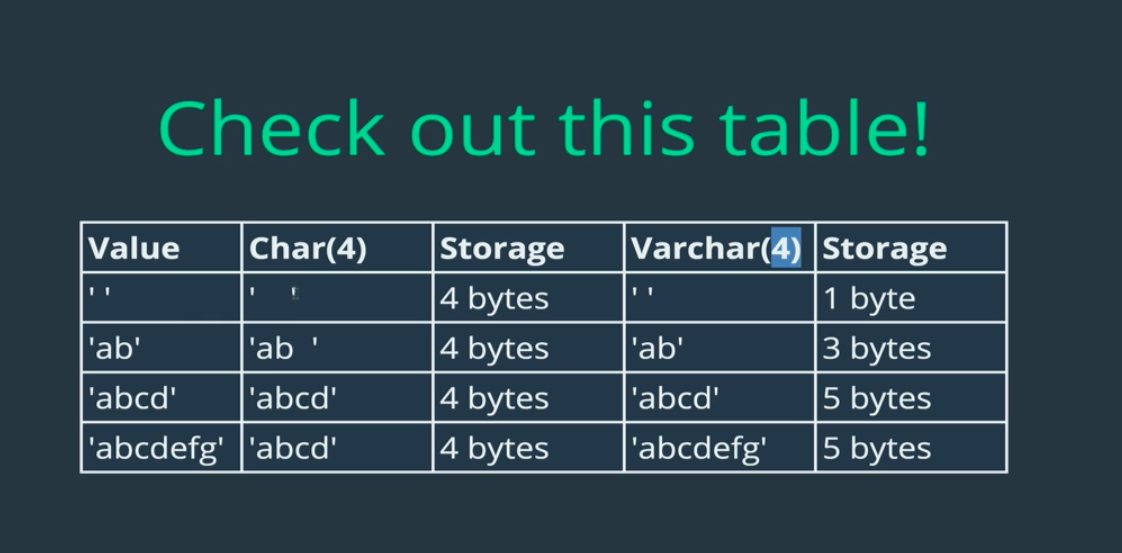 Check out this table!
Value Char(4) Storage Varchar(4) Storage
' ' '    ' 4 bytes ' ' 1 byte
'ab' 'ab  ' 4 bytes 'ab' 3 bytes
'abcd' 'abcd' 4 bytes 'abcd' 5 bytes
'abcdefg' 'abcd' 4 bytes 'abcdefg' 5 bytes